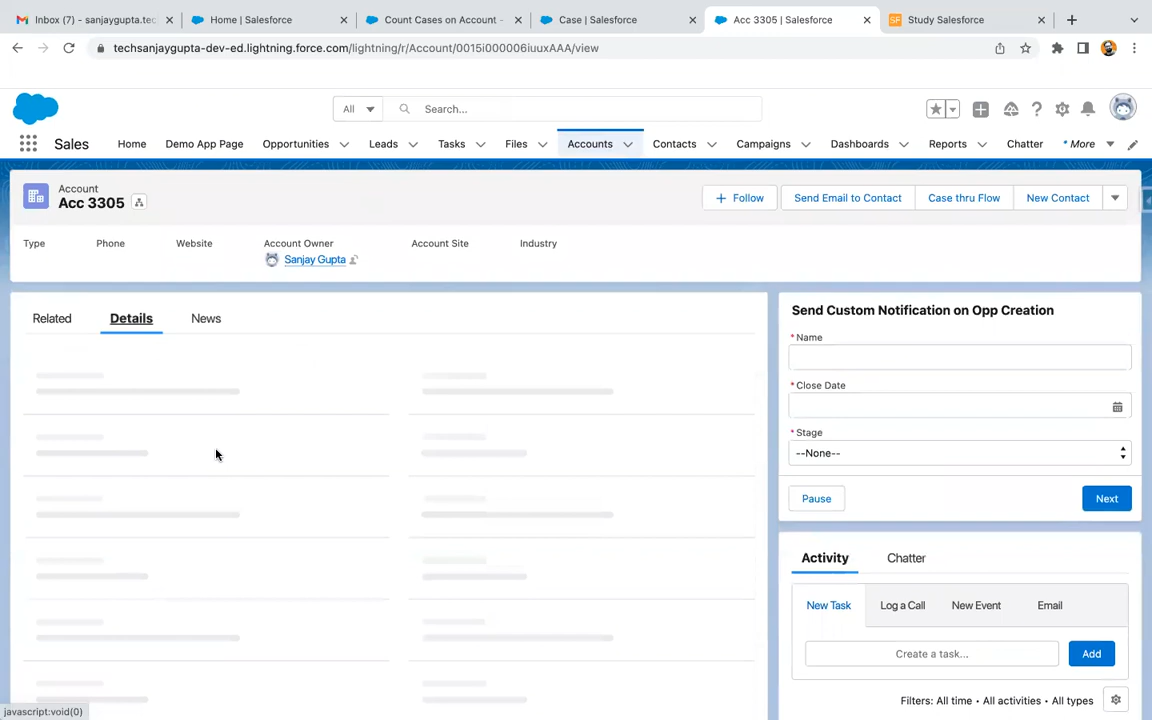 Inbox (7) - sanjaygupta.tec
Home | Salesforce
Count Cases on Account -
Case | Salesforce
Acc 3305 | Salesforce
SF Study Salesforce
techsanjaygupta-dev-ed.lightning.force.com/lightning/r/Account/0015i000006iuuxAAA/view
All
Search...
Sales
Home
Demo App Page
Opportunities
Leads
Tasks
Files
Accounts
Contacts
Campaigns
Dashboards
Reports
Chatter
* More
Account
Acc 3305
+ Follow
Send Email to Contact
Case thru Flow
New Contact
Type
Phone
Website
Account Owner
Account Site
Industry
Sanjay Gupta
Related
Details
News
Send Custom Notification on Opp Creation
* Name
* Close Date
* Stage
--None--
Pause
Next
Activity
Chatter
New Task
Log a Call
New Event
Email
Create a task...
Add
Filters: All time • All activities • All types
javascript:void(0)